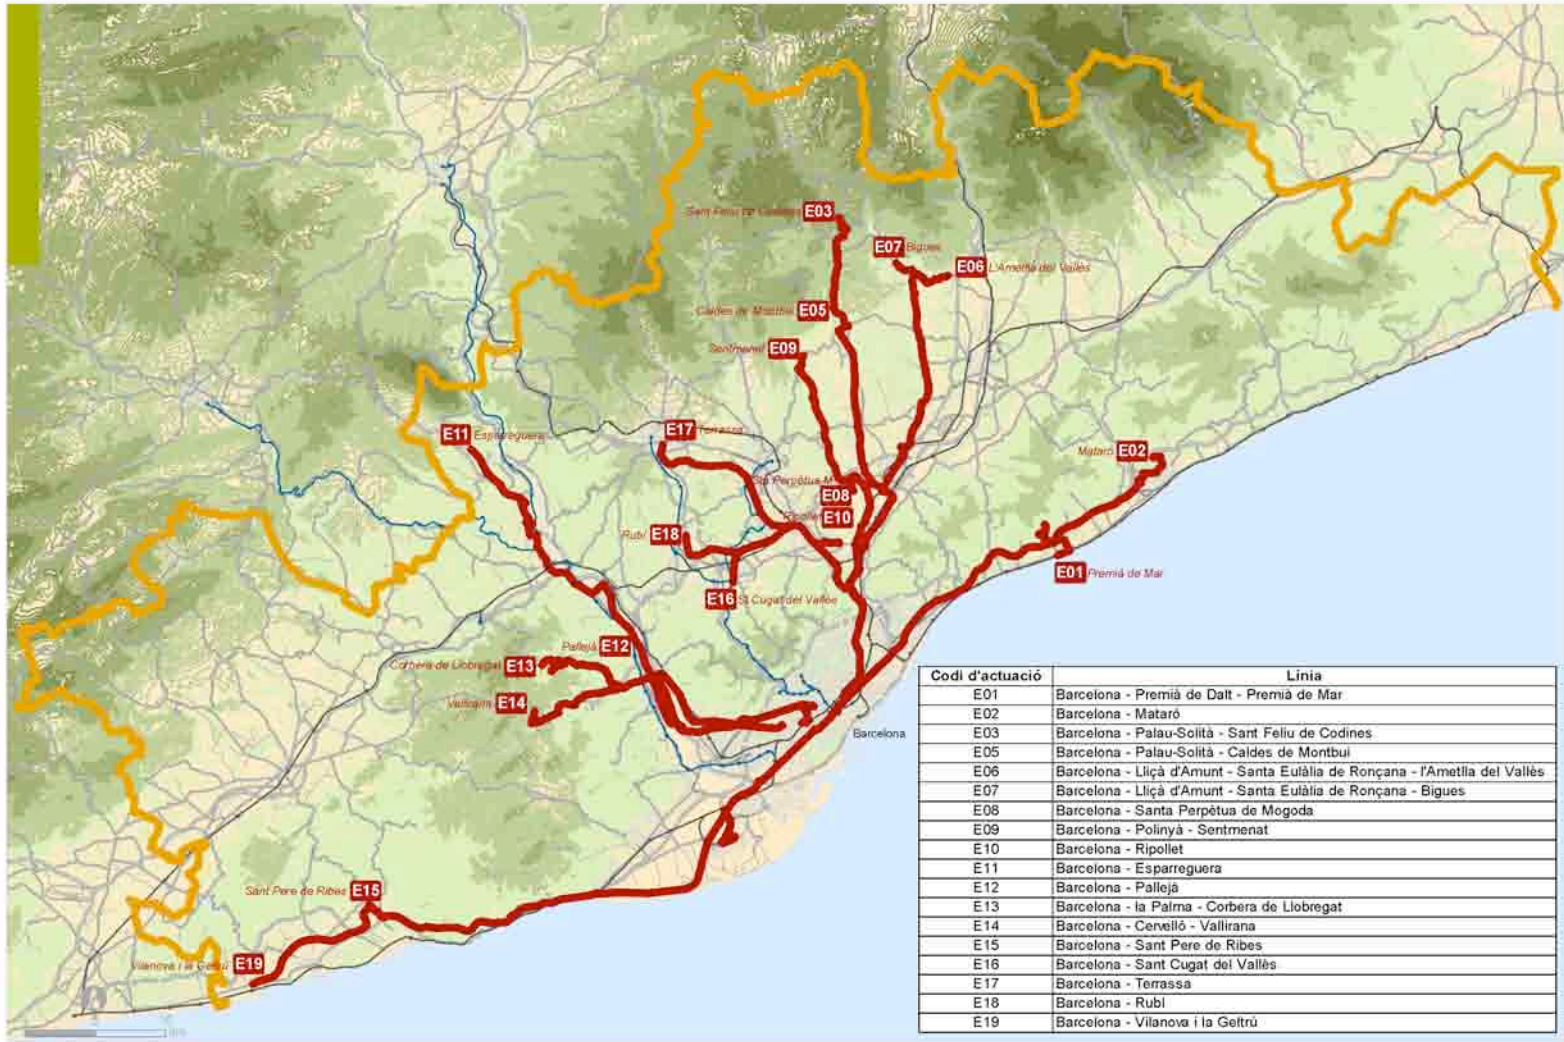 Sant Feliu de Codines E03
E07 Bigues
E06 L'Ametlla del Vallès
Caldes de Montbui E05
Sentmenat E09
E11 Esparreguera
E17 Terrassa
Mataró E02
Sta Perpètua M
E08
Ripollet
E10
Rubí E18
E01 Premià de Mar
E16 St Cugat del Vallès
Pallejà E12
Corbera de Llobregat E13
Vallirana E14
Barcelona
Sant Pere de Ribes E15
Vilanova i la Geltrú E19
Codi d'actuació Línia
E01 Barcelona - Premià de Dalt - Premià de Mar
E02 Barcelona - Mataró
E03 Barcelona - Palau-Solità - Sant Feliu de Codines
E05 Barcelona - Palau-Solità - Caldes de Montbui
E06 Barcelona - Lliçà d'Amunt - Santa Eulàlia de Ronçana - l'Ametlla del Vallès
E07 Barcelona - Lliçà d'Amunt - Santa Eulàlia de Ronçana - Bigues
E08 Barcelona - Santa Perpètua de Mogoda
E09 Barcelona - Polinyà - Sentmenat
E10 Barcelona - Ripollet
E11 Barcelona - Esparreguera
E12 Barcelona - Pallejà
E13 Barcelona - la Palma - Corbera de Llobregat
E14 Barcelona - Cervelló - Vallirana
E15 Barcelona - Sant Pere de Ribes
E16 Barcelona - Sant Cugat del Vallès
E17 Barcelona - Terrassa
E18 Barcelona - Rubí
E19 Barcelona - Vilanova i la Geltrú